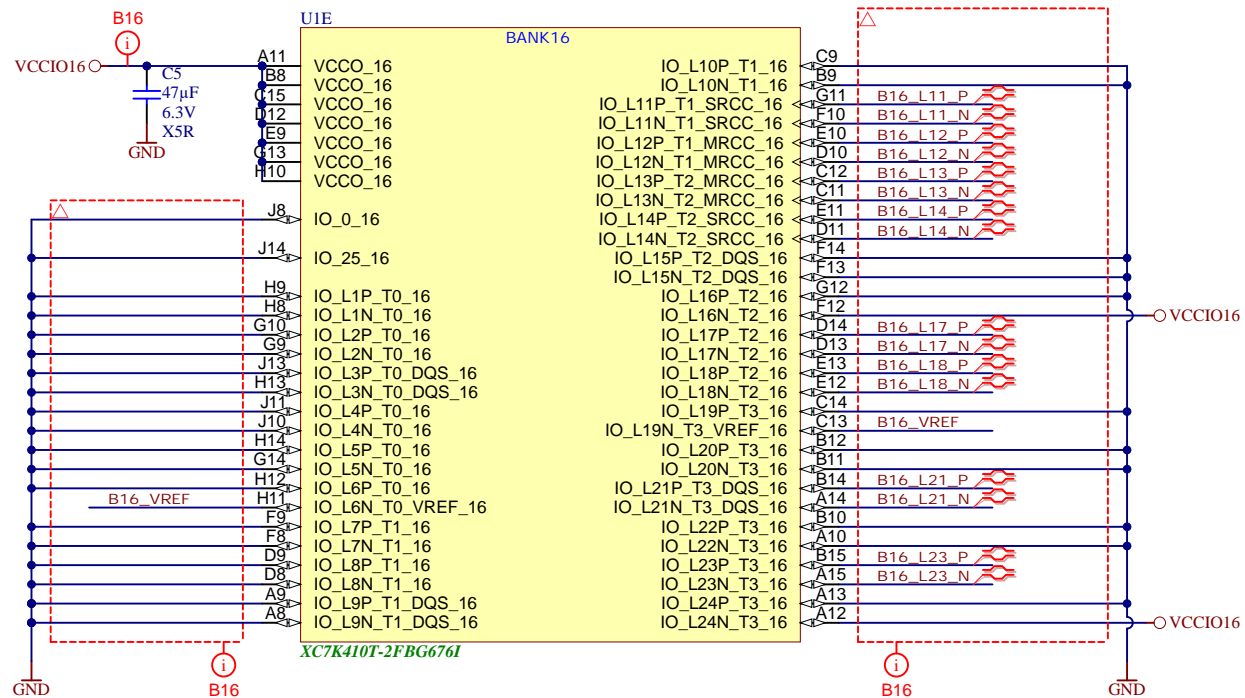 B16
U1E
BANK16
i
VCCIO16
C5
47µF
6.3V
X5R
GND
A11 VCCO_16
B8 VCCO_16
C15 VCCO_16
D12 VCCO_16
E9 VCCO_16
G13 VCCO_16
H10 VCCO_16
J8 IO_0_16
J14 IO_25_16
H9 IO_L1P_T0_16
H8 IO_L1N_T0_16
G10 IO_L2P_T0_16
G9 IO_L2N_T0_16
J13 IO_L3P_T0_DQS_16
H13 IO_L3N_T0_DQS_16
J11 IO_L4P_T0_16
J10 IO_L4N_T0_16
H14 IO_L5P_T0_16
G14 IO_L5N_T0_16
H12 IO_L6P_T0_16
B16_VREF H11 IO_L6N_T0_VREF_16
F9 IO_L7P_T1_16
F8 IO_L7N_T1_16
D9 IO_L8P_T1_16
D8 IO_L8N_T1_16
A9 IO_L9P_T1_DQS_16
A8 IO_L9N_T1_DQS_16
IO_L10P_T1_16 C9
IO_L10N_T1_16 B9
IO_L11P_T1_SRCC_16 G11 B16_L11_P
IO_L11N_T1_SRCC_16 F10 B16_L11_N
IO_L12P_T1_MRCC_16 E10 B16_L12_P
IO_L12N_T1_MRCC_16 D10 B16_L12_N
IO_L13P_T2_MRCC_16 C12 B16_L13_P
IO_L13N_T2_MRCC_16 C11 B16_L13_N
IO_L14P_T2_SRCC_16 E11 B16_L14_P
IO_L14N_T2_SRCC_16 D11 B16_L14_N
IO_L15P_T2_DQS_16 F14
IO_L15N_T2_DQS_16 F13
IO_L16P_T2_16 G12
IO_L16N_T2_16 F12 VCCIO16
IO_L17P_T2_16 D14 B16_L17_P
IO_L17N_T2_16 D13 B16_L17_N
IO_L18P_T2_16 E13 B16_L18_P
IO_L18N_T2_16 E12 B16_L18_N
IO_L19P_T3_16 C14
IO_L19N_T3_VREF_16 C13 B16_VREF
IO_L20P_T3_16 B12
IO_L20N_T3_16 B11
IO_L21P_T3_DQS_16 B14 B16_L21_P
IO_L21N_T3_DQS_16 A14 B16_L21_N
IO_L22P_T3_16 B10
IO_L22N_T3_16 A10
IO_L23P_T3_16 B15 B16_L23_P
IO_L23N_T3_16 A15 B16_L23_N
IO_L24P_T3_16 A13
IO_L24N_T3_16 A12 VCCIO16
XC7K410T-2FBG676I
GND
i
B16
i
B16
GND